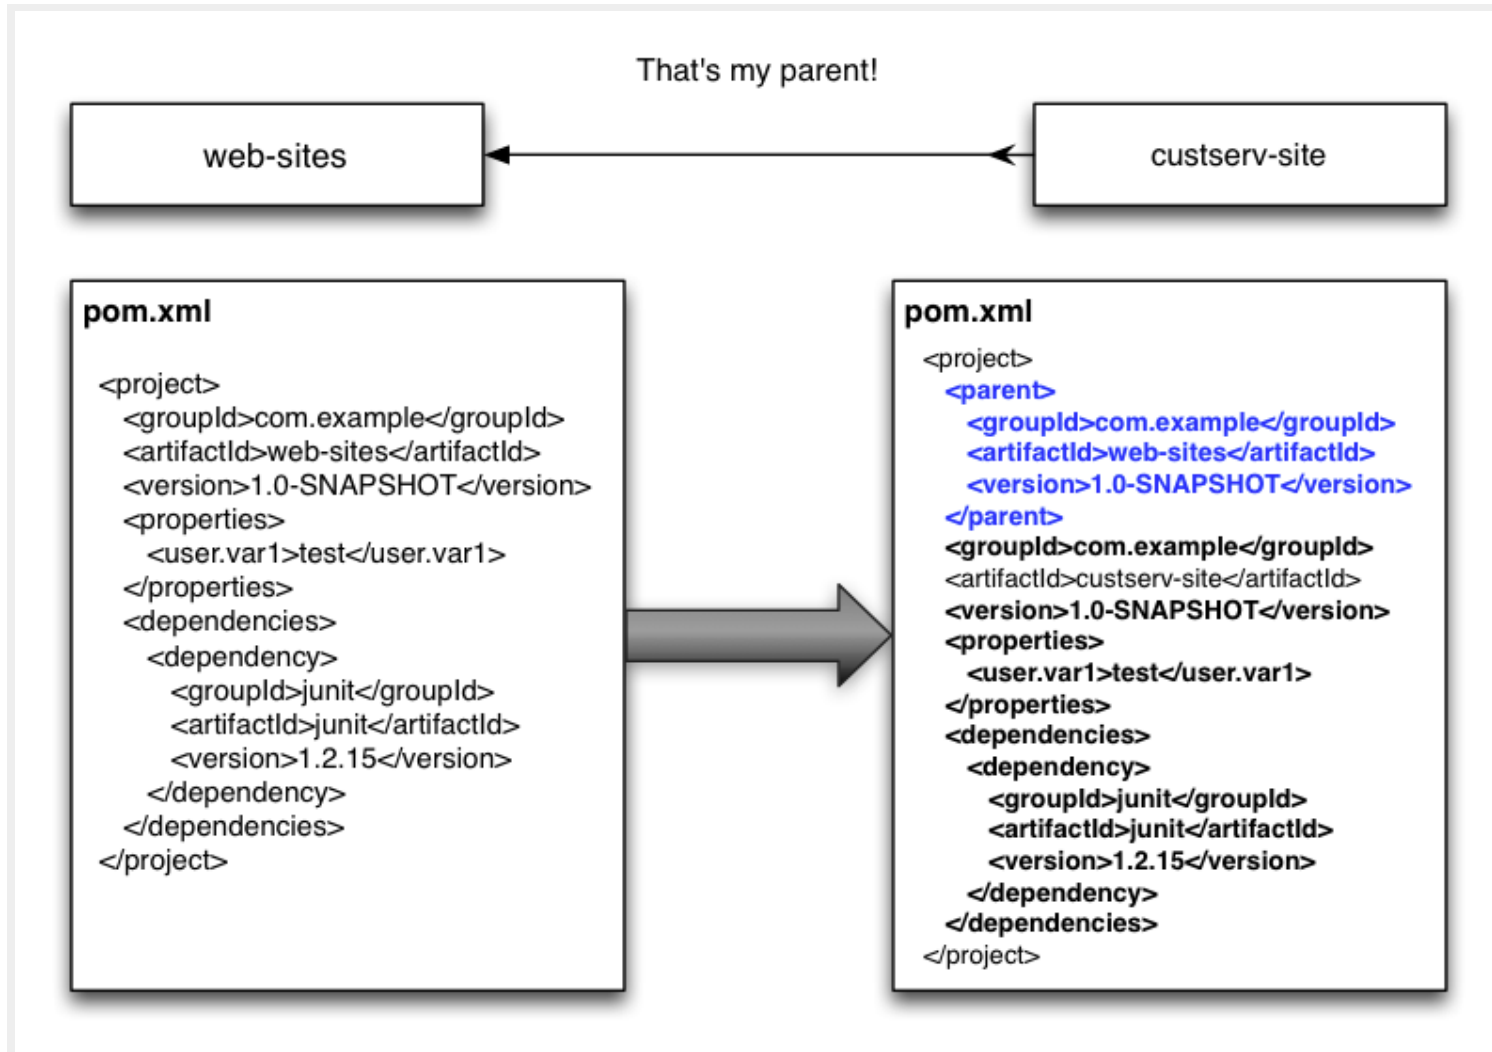 That's my parent!
web-sites
custserv-site
pom.xml
<project>
<groupId>com.example</groupId>
<artifactId>web-sites</artifactId>
<version>1.0-SNAPSHOT</version>
<properties>
<user.var1>test</user.var1>
</properties>
<dependencies>
<dependency>
<groupId>junit</groupId>
<artifactId>junit</artifactId>
<version>1.2.15</version>
</dependency>
</dependencies>
</project>
pom.xml
<project>
<parent>
<groupId>com.example</groupId>
<artifactId>web-sites</artifactId>
<version>1.0-SNAPSHOT</version>
</parent>
<groupId>com.example</groupId>
<artifactId>custserv-site</artifactId>
<version>1.0-SNAPSHOT</version>
<properties>
<user.var1>test</user.var1>
</properties>
<dependencies>
<dependency>
<groupId>junit</groupId>
<artifactId>junit</artifactId>
<version>1.2.15</version>
</dependency>
</dependencies>
</project>